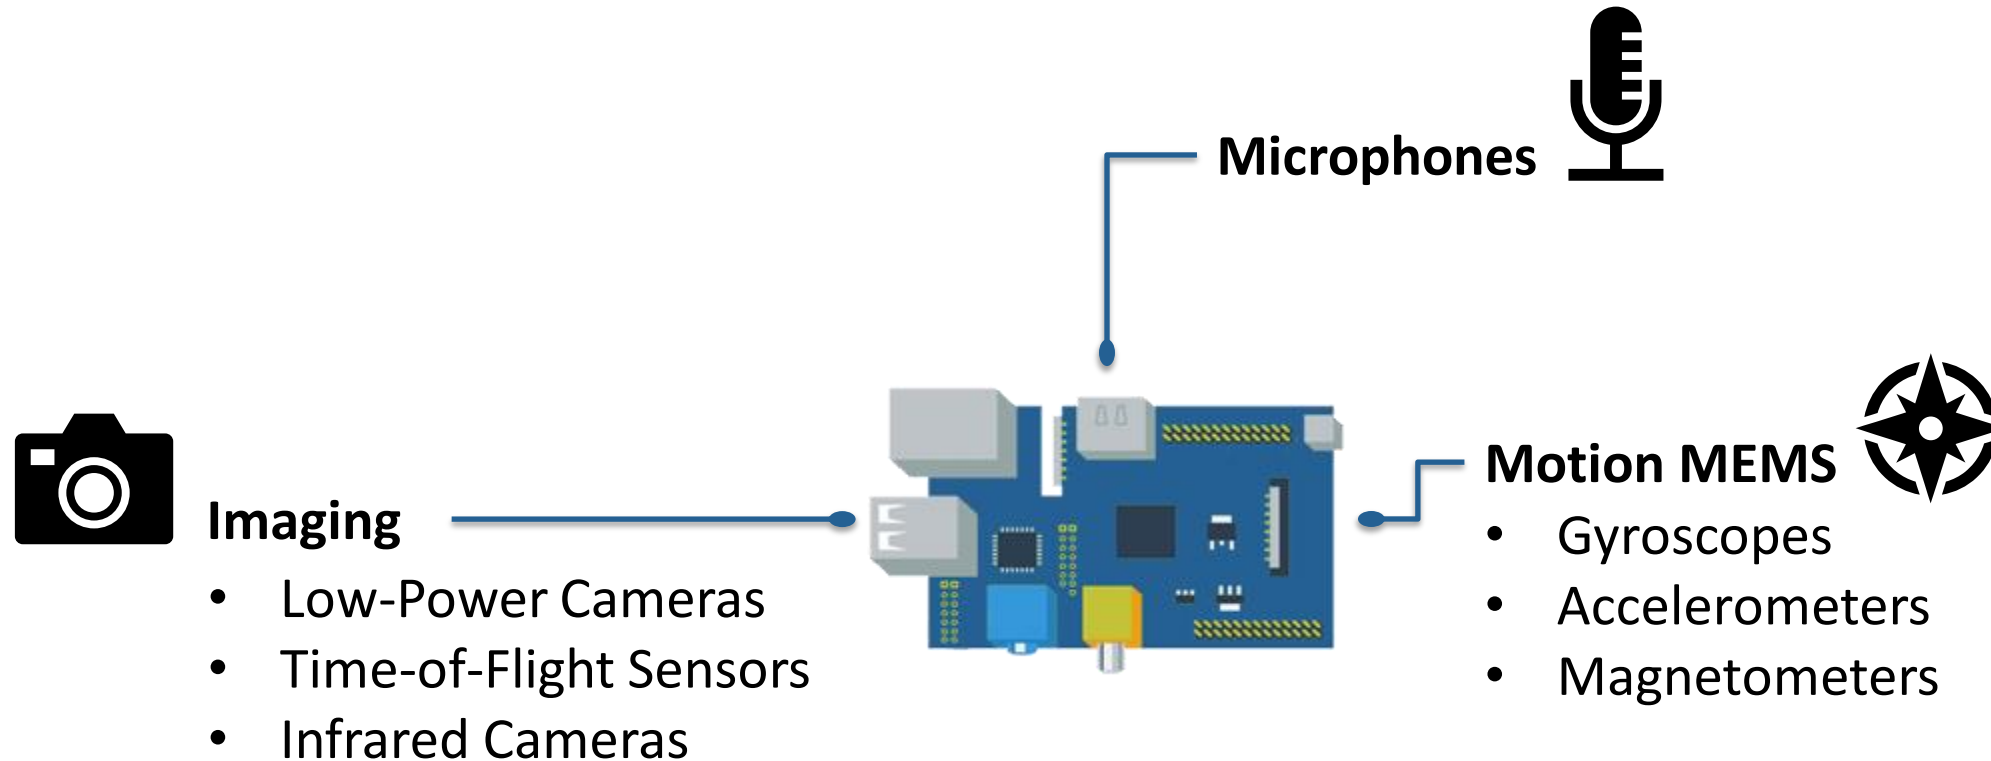 Microphones
Imaging
• Low-Power Cameras
• Time-of-Flight Sensors
• Infrared Cameras
Motion MEMS
• Gyroscopes
• Accelerometers
• Magnetometers